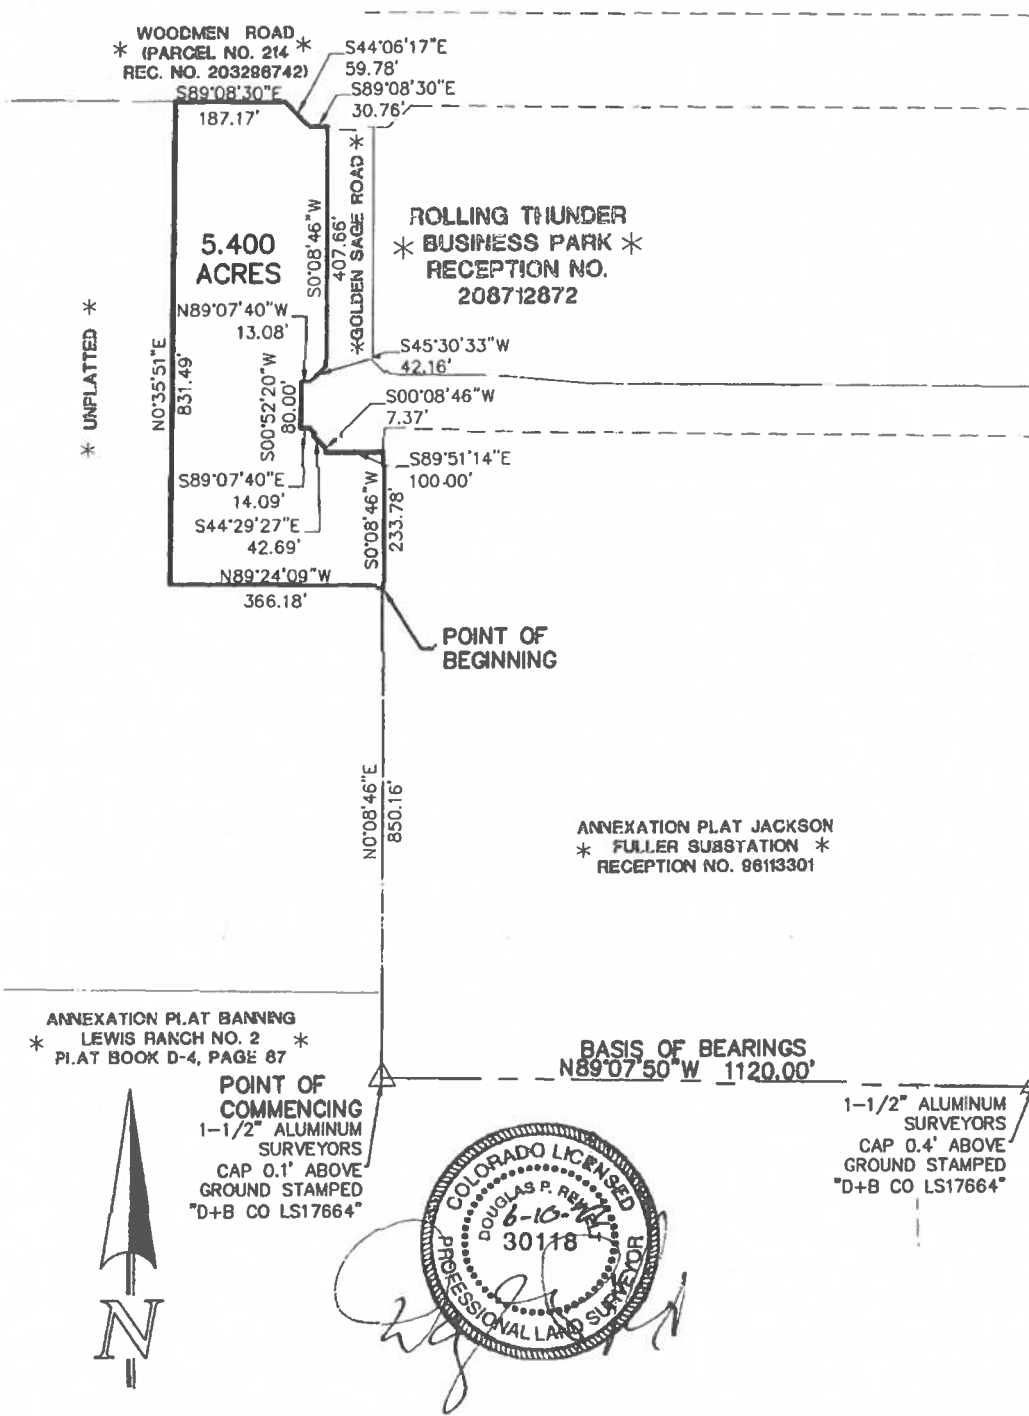 WOODMEN ROAD
* (PARCEL NO. 214 *
REC. NO. 203286742)
S44°06'17"E
59.78'
S89°08'30"E
30.76'
S89°08'30"E
187.17'
5.400
ACRES
S0°08'46"W
407.66'
*GOLDEN SAGE ROAD*
ROLLING THUNDER
* BUSINESS PARK *
RECEPTION NO.
208712872
* UNPLATTED *
N0°35'51"E
831.49'
N89°07'40"W
13.08'
S45°30'33"W
42.16'
S00°52'20"W
80.00'
S00°08'46"W
7.37'
S89°51'14"E
100.00'
S89°07'40"E
14.09'
S44°29'27"E
42.69'
S0°08'46"W
233.78'
N89°24'09"W
366.18'
POINT OF
BEGINNING
N0°08'46"E
850.16'
ANNEXATION PLAT JACKSON
* FULLER SUBSTATION *
RECEPTION NO. 96113301
ANNEXATION PLAT BANNING
* LEWIS RANCH NO. 2 *
PLAT BOOK D-4, PAGE 87
BASIS OF BEARINGS
N89°07'50"W 1120.00'
POINT OF
COMMENCING
1-1/2" ALUMINUM
SURVEYORS
CAP 0.1' ABOVE
GROUND STAMPED
"D+B CO LS17664"
1-1/2" ALUMINUM
SURVEYORS
CAP 0.4' ABOVE
GROUND STAMPED
"D+B CO LS17664"
COLORADO LICENSED
DOUGLAS P.
6-10-
30118
PROFESSIONAL LAND SURVEYOR
N